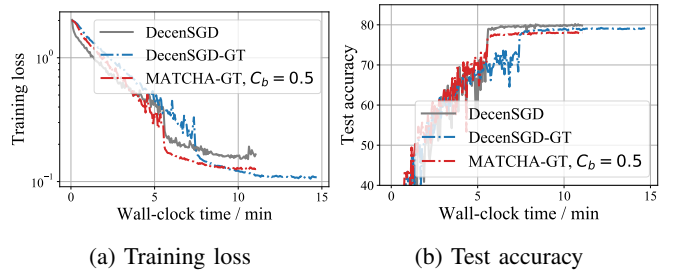 DecenSGD
DecenSGD-GT
MATCHA-GT, C_b = 0.5
Training loss
10^0
10^{-1}
0 5 10 15
Wall-clock time / min
(a) Training loss
DecenSGD
DecenSGD-GT
MATCHA-GT, C_b = 0.5
Test accuracy
80
70
60
50
40
0 5 10 15
Wall-clock time / min
(b) Test accuracy